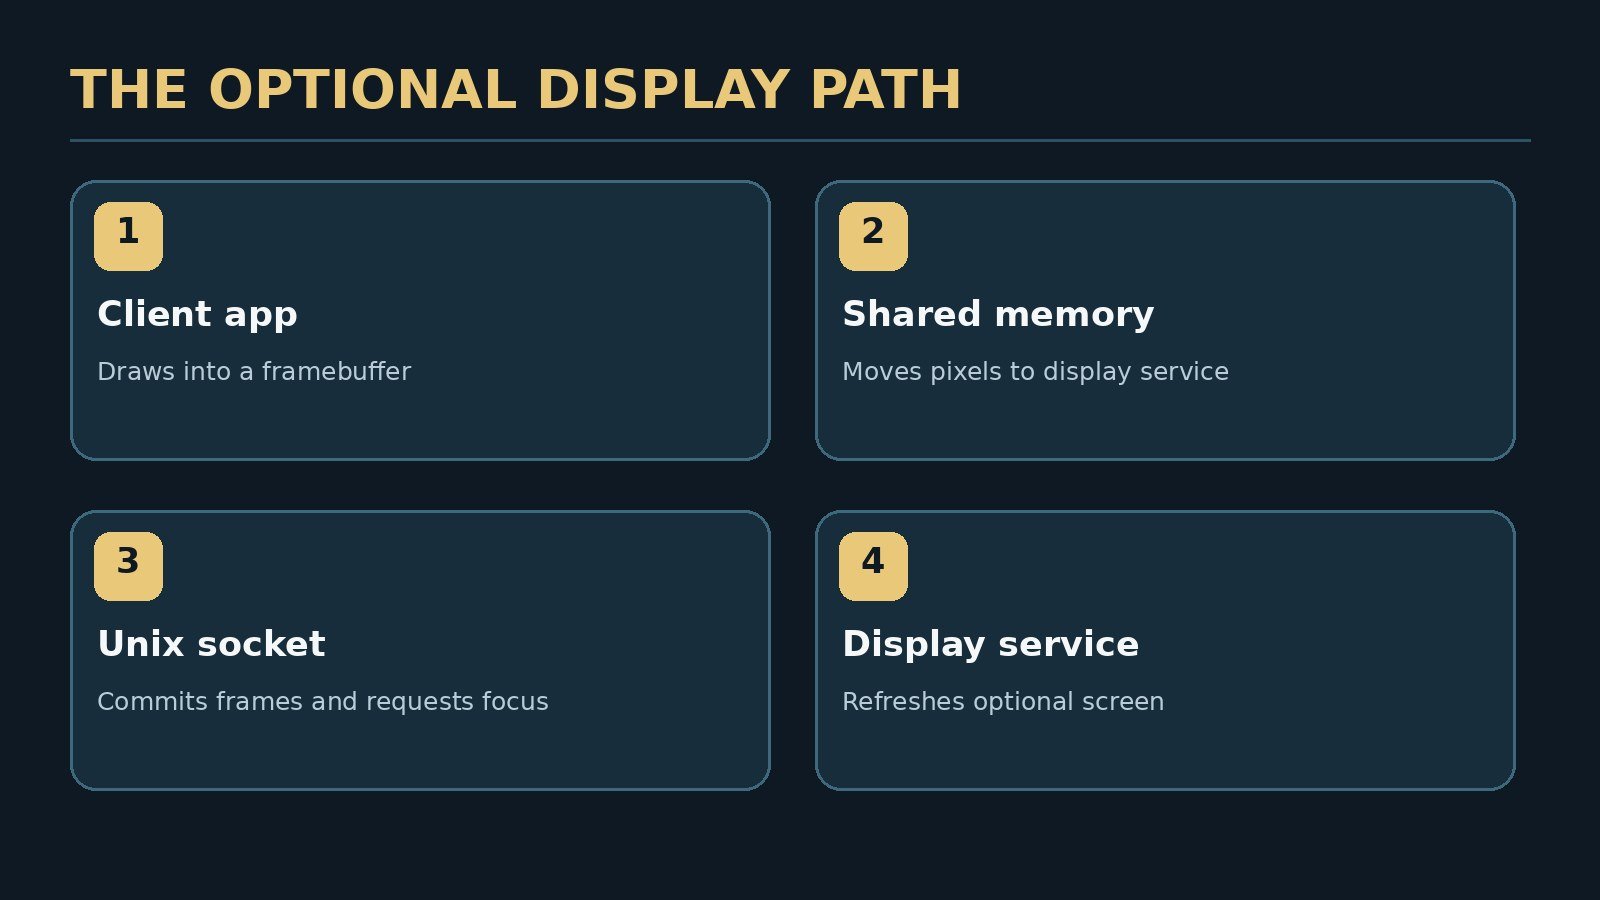 THE OPTIONAL DISPLAY PATH
1
Client app
Draws into a framebuffer
2
Shared memory
Moves pixels to display service
3
Unix socket
Commits frames and requests focus
4
Display service
Refreshes optional screen